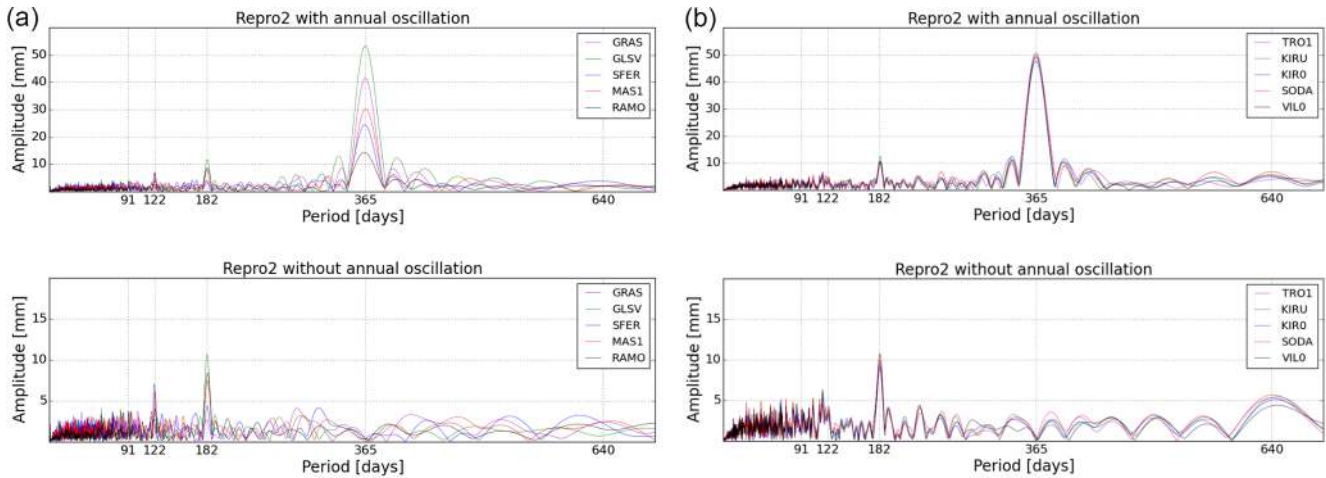 (a)
Repro2 with annual oscillation
Amplitude [mm]
50
40
30
20
10
GRAS
GLSV
SFER
MAS1
RAMO
91 122 182 365 640
Period [days]
(b)
Repro2 with annual oscillation
Amplitude [mm]
50
40
30
20
10
TRO1
KIRU
KIR0
SODA
VIL0
91 122 182 365 640
Period [days]
Repro2 without annual oscillation
Amplitude [mm]
15
10
5
GRAS
GLSV
SFER
MAS1
RAMO
91 122 182 365 640
Period [days]
Repro2 without annual oscillation
Amplitude [mm]
15
10
5
TRO1
KIRU
KIR0
SODA
VIL0
91 122 182 365 640
Period [days]